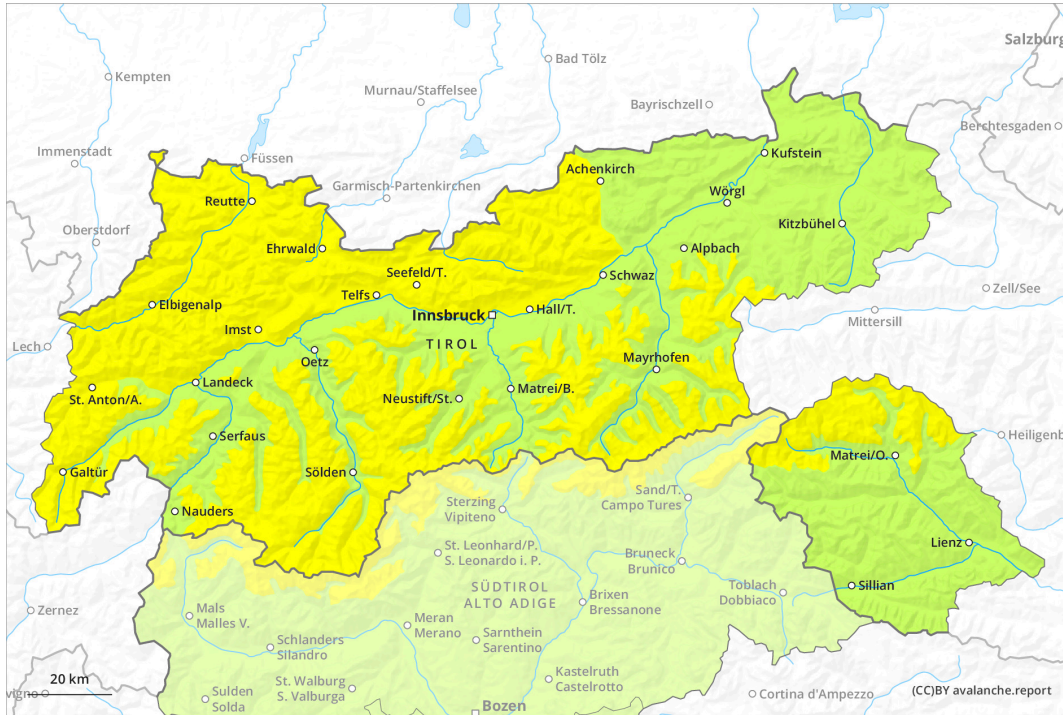 Salzburg
Bad Tölz
Kempten
Murnau/Staffelsee
Bayrischzell
Berchtesgaden
Immenstadt
Füssen
Kufstein
Achenkirch
Garmisch-Partenkirchen
Wörgl
Reutte
Kitzbühel
Oberstdorf
Ehrwald
Alpbach
Seefeld/T.
Schwaz
Zell/See
Telfs
Elbigenalp
Hall/T.
Innsbruck
Mittersill
Imst
TIROL
Lech
Oetz
Mayrhofen
Landeck
St. Anton/A.
Matrei/B.
Neustift/St.
Serfaus
Heiligenb
Matrei/O.
Galtür
Sölden
Sand/T.
Campo Tures
Sterzing
Vipiteno
Nauders
Lienz
St. Leonhard/P.
S. Leonardo i. P.
Bruneck
Brunico
Sillian
SÜDTIROL
ALTO ADIGE
Toblach
Dobbiaco
Brixen
Bressanone
Zernez
Mals
Malles V.
Meran
Merano
Sarnthein
Sarentino
Schlanders
Silandro
Kastelruth
Castelrotto
20 km
St. Walburg
S. Valburga
vigno
Sulden
Solda
Cortina d'Ampezzo
(CC)BY avalanche.report
Bozen